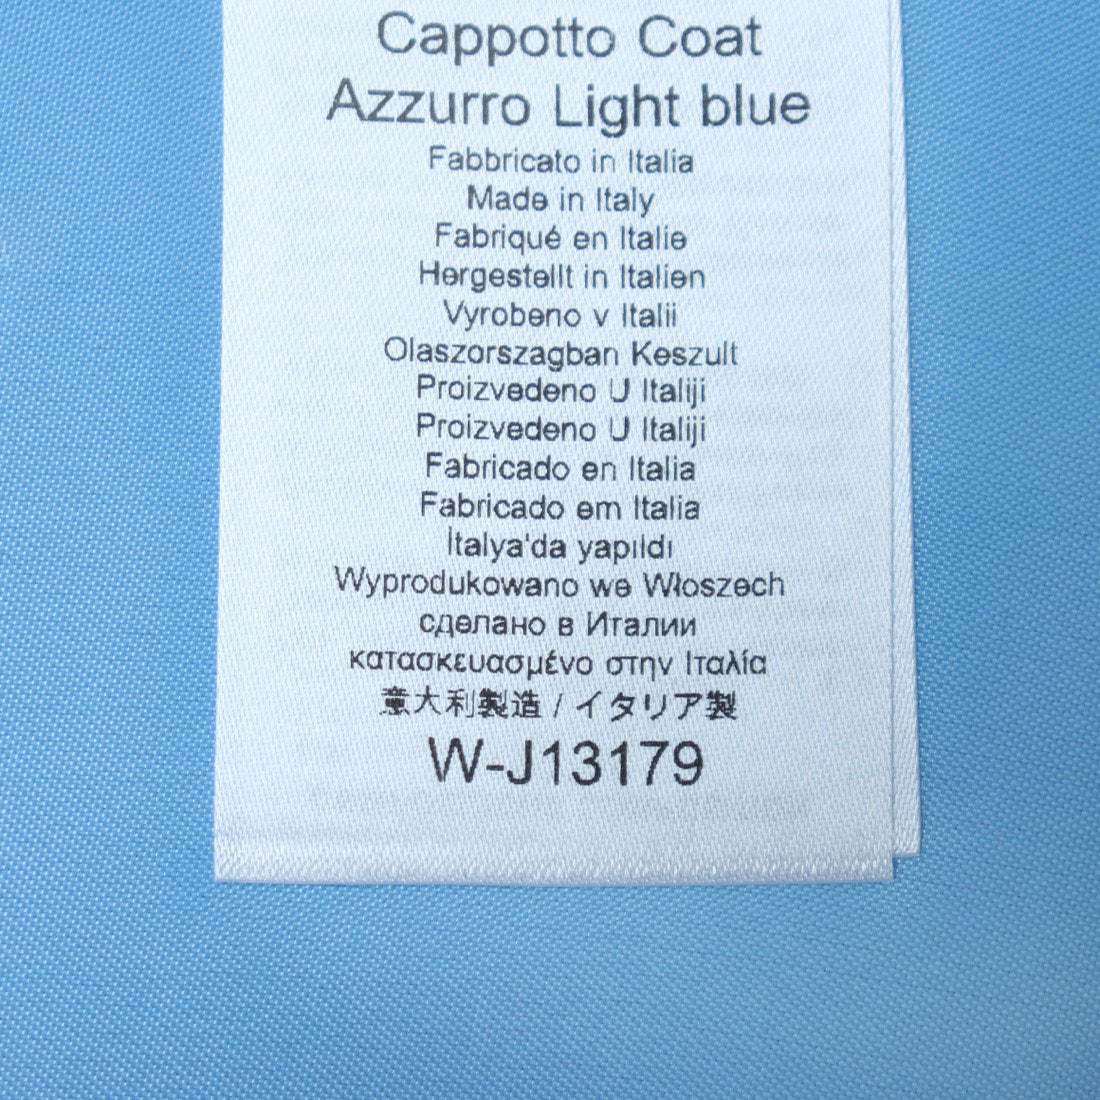 Cappotto Coat
Azzurro Light blue
Fabbricato in Italia
Made in Italy
Fabriqué en Italie
Hergestellt in Italien
Vyrobeno v Italii
Olaszorszagban Keszult
Proizvedeno U Italiji
Proizvedeno U Italiji
Fabricado en Italia
Fabricado em Italia
İtalya'da yapıldı
Wyprodukowano we Włoszech
сделано в Италии
κατασκευασμένο στην Ιταλία
意大利製造 / イタリア製
W-J13179